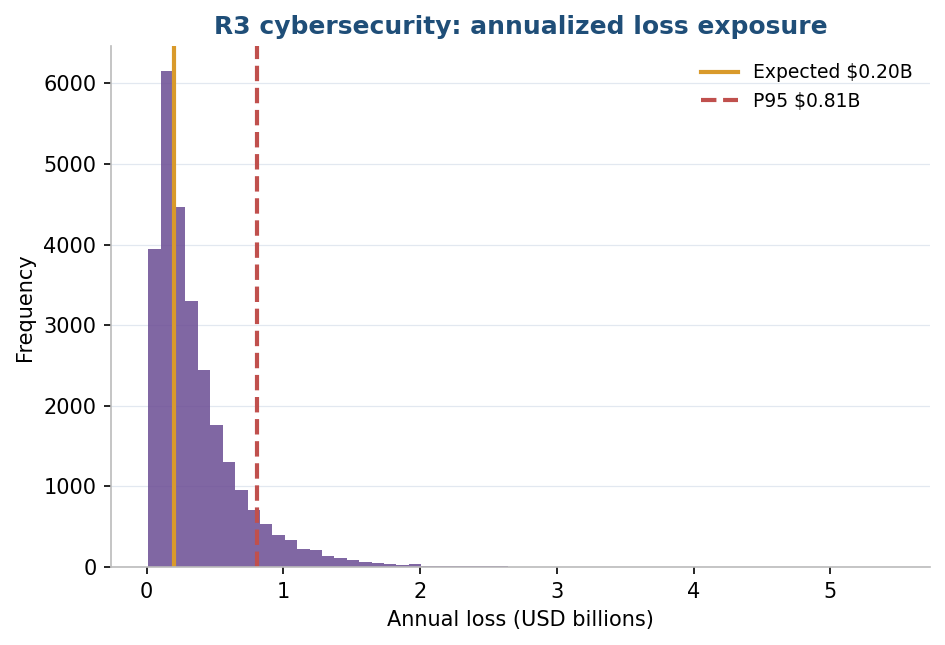 R3 cybersecurity: annualized loss exposure
Expected $0.20B
P95 $0.81B
Frequency
6000
5000
4000
3000
2000
1000
0
0 1 2 3 4 5
Annual loss (USD billions)